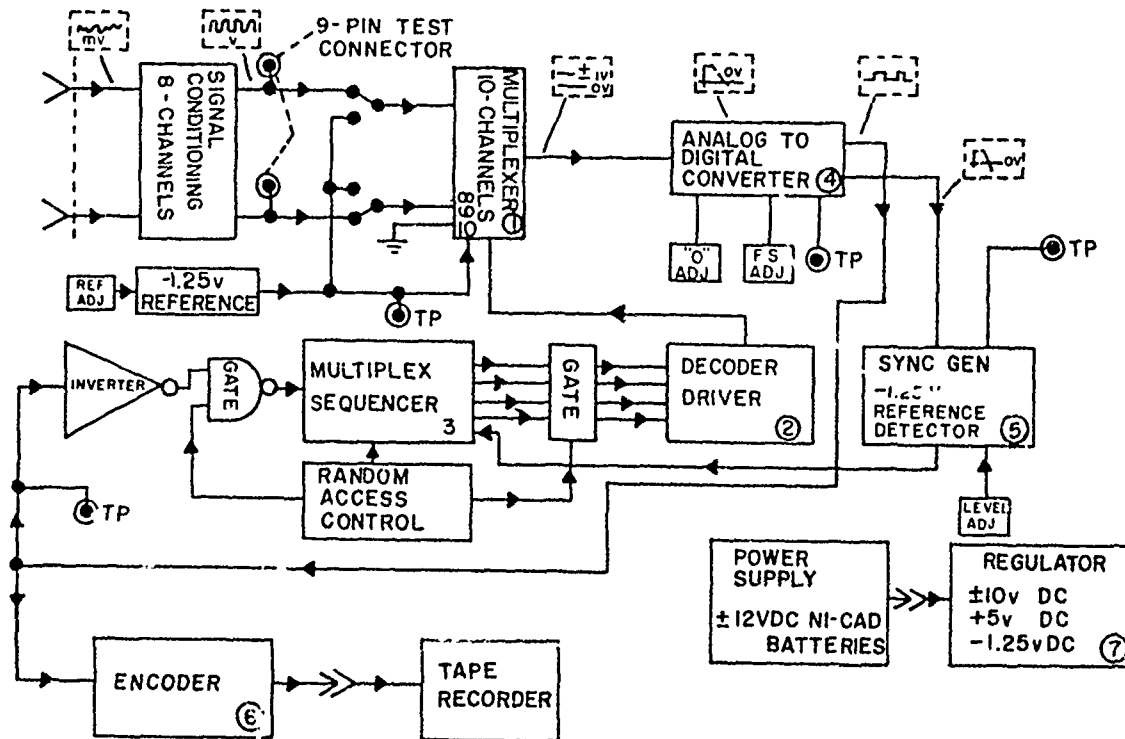 mv
v
9-PIN TEST
CONNECTOR
SIGNAL
CONDITIONING
8-CHANNELS
MULTIPLEXER ①
10-CHANNELS
8
9
10
±1V
0V
0V
ANALOG TO
DIGITAL
CONVERTER ④
0V
"O"
ADJ
FS
ADJ
TP
TP
REF
ADJ
-1.25v
REFERENCE
TP
INVERTER
GATE
MULTIPLEX
SEQUENCER
3
GATE
DECODER
DRIVER
②
SYNC GEN
-1.25"
REFERENCE
DETECTOR ⑤
RANDOM
ACCESS
CONTROL
TP
LEVEL
ADJ
POWER
SUPPLY
±12VDC NI-CAD
BATTERIES
REGULATOR
±10v DC
+5v DC
-1.25vDC ⑦
ENCODER
⑥
TAPE
RECORDER